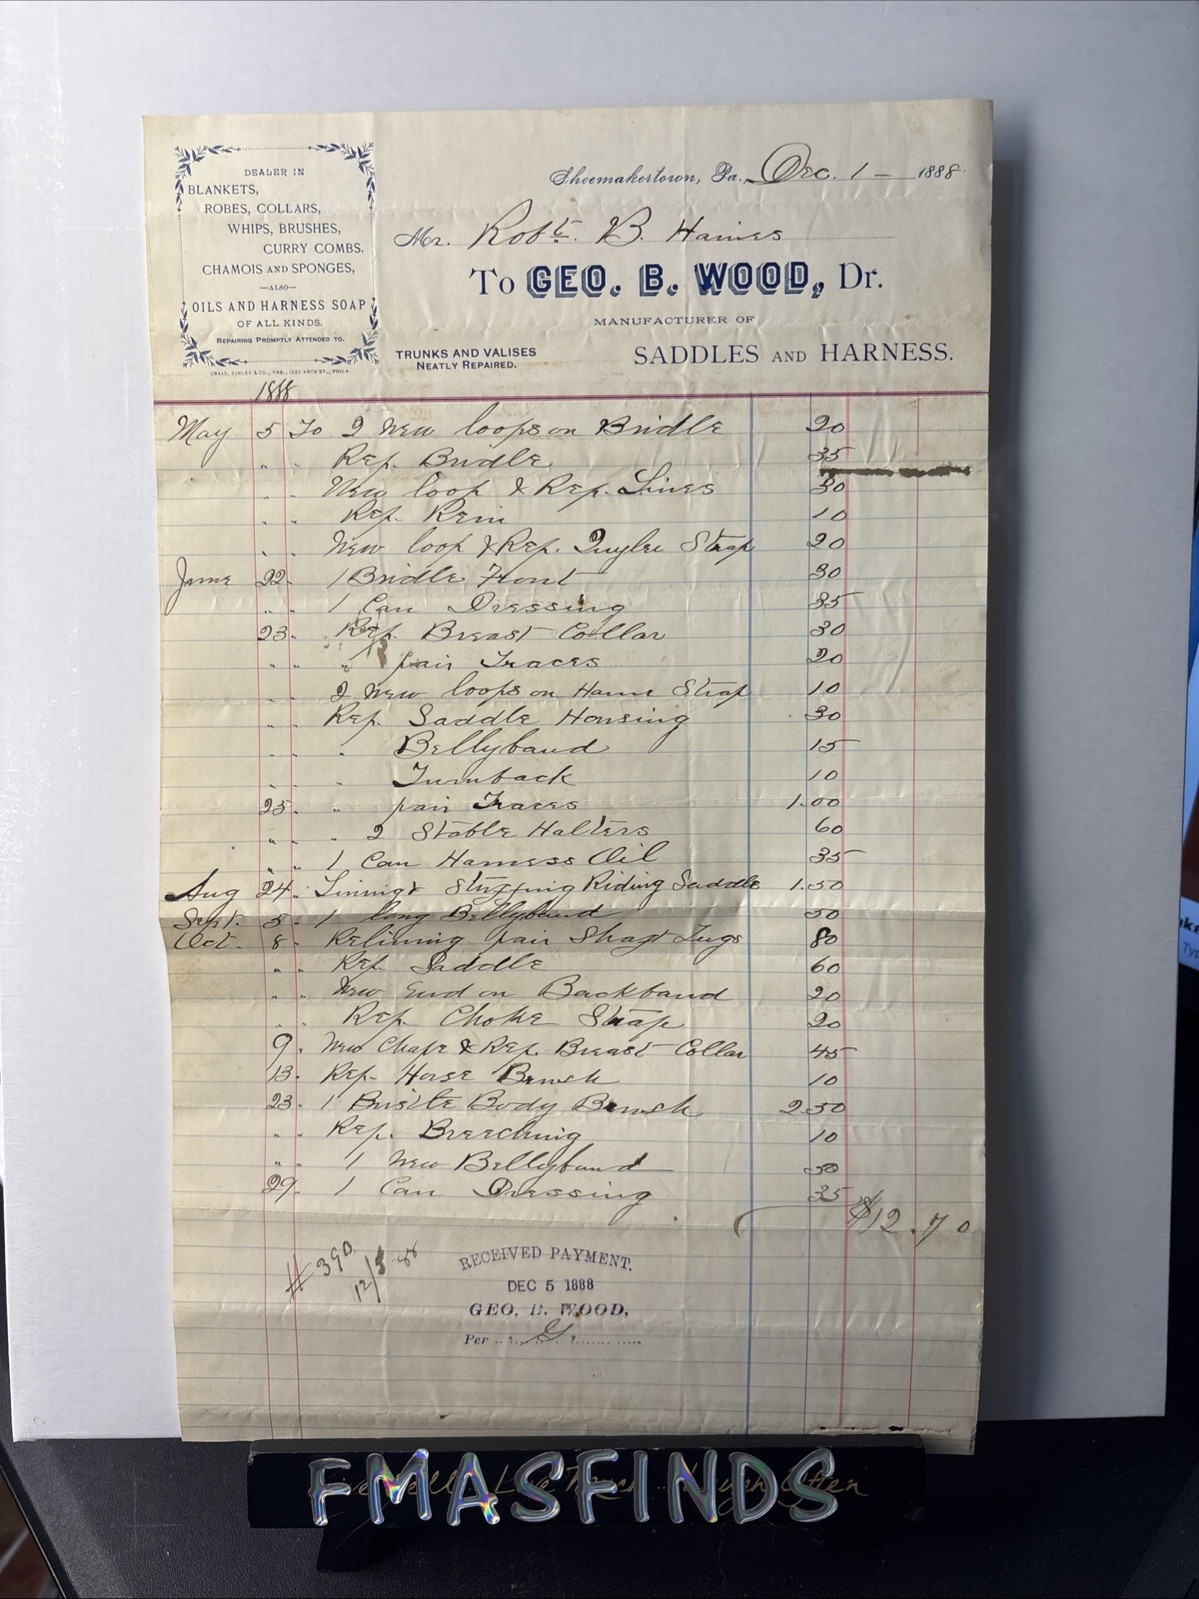 DEALER IN
BLANKETS,
ROBES, COLLARS,
WHIPS, BRUSHES,
CURRY COMBS.
CHAMOIS AND SPONGES,
—ALSO—
OILS AND HARNESS SOAP
OF ALL KINDS.
REPAIRING PROMPTLY ATTENDED TO.
CRAIG, FINLEY & CO., PRS., 1020 ARCH ST., PHILA.
Shoemakertown, Pa. Dec. 1 — 1888
Mr. Robt. B. Haines
To GEO. B. WOOD, Dr.
MANUFACTURER OF
TRUNKS AND VALISES
NEATLY REPAIRED.
SADDLES AND HARNESS.
1888
May 5 To 2 New loops on Bridle 20
" " Rep. Bridle 35
" " New loop & Rep. Lines 30
" " Rep. Rein 10
" " New loop & Rep. Strap 20
June 22 1 Bridle Front 30
" " 1 Can Dressing 35
23 " Rep. Breast Collar 30
" " " pair Traces 20
" " 2 New loops on Hame Strap 10
" " Rep. Saddle Housing 30
" " " Bellyband 15
" " " Turnback 10
25 " pair Traces 1.00
" " " 2 Stable Halters 60
" " 1 Can Harness Oil 35
Aug 24 Lining & Stuffing Riding Saddle 1.50
Sept. 5 1 long Bellyband 50
Oct. 8 Relining pair Shaft Tugs 80
" " Rep. Saddle 60
" " New End on Backband 20
" " Rep. Choke Strap 20
9 New Chape & Rep. Breast Collar 45
13 Rep. Horse Brush 10
23 1 Bristle Body Brush 2.50
" " Rep. Breeching 10
" " 1 New Bellyband 50
29 1 Can Dressing 35
$12.70
#390
12/5 88
RECEIVED PAYMENT.
DEC 5 1888
GEO. B. WOOD,
Per G
FMASFINDS